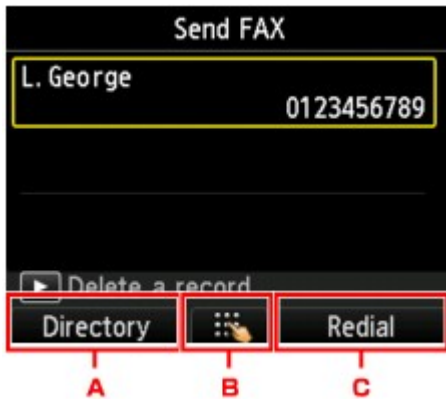 Send FAX
L. George
0123456789
Delete a record
Directory
Redial
A
B
C